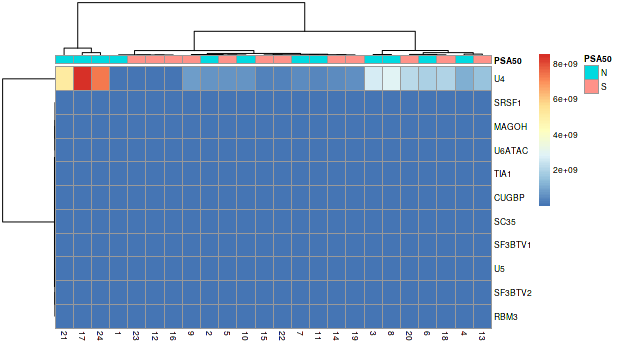 PSA50
U4
SRSF1
MAGOH
U6ATAC
TIA1
CUGBP
SC35
SF3BTV1
U5
SF3BTV2
RBM3
21 17 24 1 23 12 16 9 2 5 10 15 22 7 11 14 19 3 8 20 6 18 4 13
8e+09
6e+09
4e+09
2e+09
PSA50
N
S